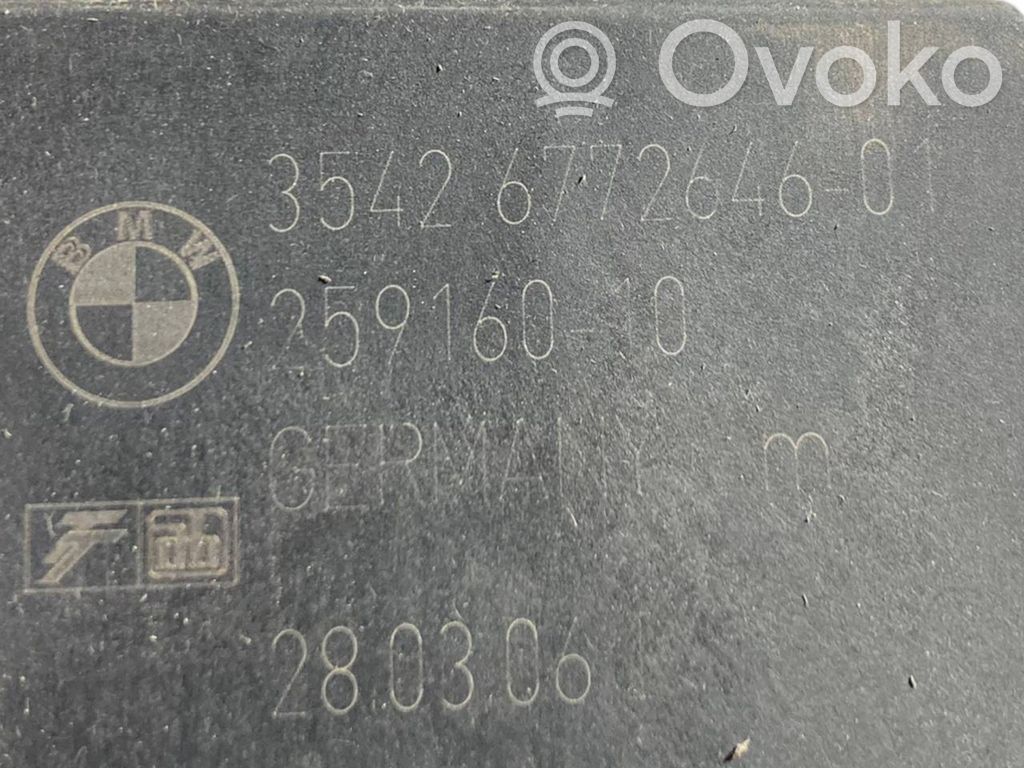 Ovoko
3542 6772646-01
BMW
259160-10
GERMANY m
28.03.06